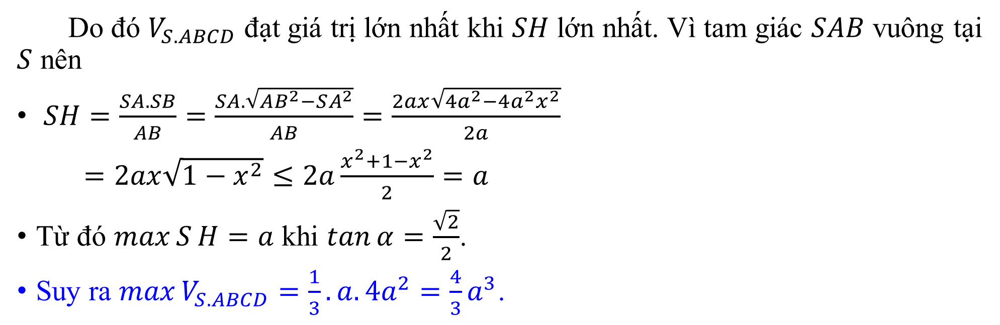 Do đó $V_{S.ABCD}$ đạt giá trị lớn nhất khi $SH$ lớn nhất. Vì tam giác $SAB$ vuông tại
$S$ nên
• $SH = \frac{SA.SB}{AB} = \frac{SA.\sqrt{AB^2-SA^2}}{AB} = \frac{2ax\sqrt{4a^2-4a^2x^2}}{2a}$
$= 2ax\sqrt{1-x^2} \leq 2a\frac{x^2+1-x^2}{2} = a$
• Từ đó $max\,S\,H = a$ khi $tan\,\alpha = \frac{\sqrt{2}}{2}$.
• Suy ra $max\,V_{S.ABCD} = \frac{1}{3}.a.4a^2 = \frac{4}{3}a^3$.